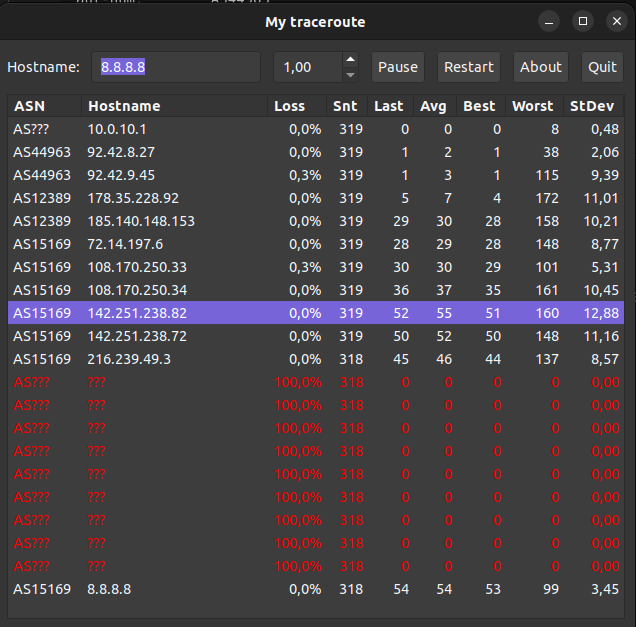 My traceroute
Hostname: 8.8.8.8 1,00 Pause Restart About Quit
ASN Hostname Loss Snt Last Avg Best Worst StDev
AS??? 10.0.10.1 0,0% 319 0 0 0 8 0,48
AS44963 92.42.8.27 0,0% 319 1 2 1 38 2,06
AS44963 92.42.9.45 0,3% 319 1 3 1 115 9,39
AS12389 178.35.228.92 0,0% 319 5 7 4 172 11,01
AS12389 185.140.148.153 0,0% 319 29 30 28 158 10,21
AS15169 72.14.197.6 0,0% 319 28 29 28 148 8,77
AS15169 108.170.250.33 0,3% 319 30 30 29 101 5,31
AS15169 108.170.250.34 0,0% 319 36 37 35 161 10,45
AS15169 142.251.238.82 0,0% 319 52 55 51 160 12,88
AS15169 142.251.238.72 0,0% 319 50 52 50 148 11,16
AS15169 216.239.49.3 0,0% 318 45 46 44 137 8,57
AS??? ??? 100,0% 318 0 0 0 0 0,00
AS??? ??? 100,0% 318 0 0 0 0 0,00
AS??? ??? 100,0% 318 0 0 0 0 0,00
AS??? ??? 100,0% 318 0 0 0 0 0,00
AS??? ??? 100,0% 318 0 0 0 0 0,00
AS??? ??? 100,0% 318 0 0 0 0 0,00
AS??? ??? 100,0% 318 0 0 0 0 0,00
AS??? ??? 100,0% 318 0 0 0 0 0,00
AS??? ??? 100,0% 318 0 0 0 0 0,00
AS15169 8.8.8.8 0,0% 318 54 54 53 99 3,45